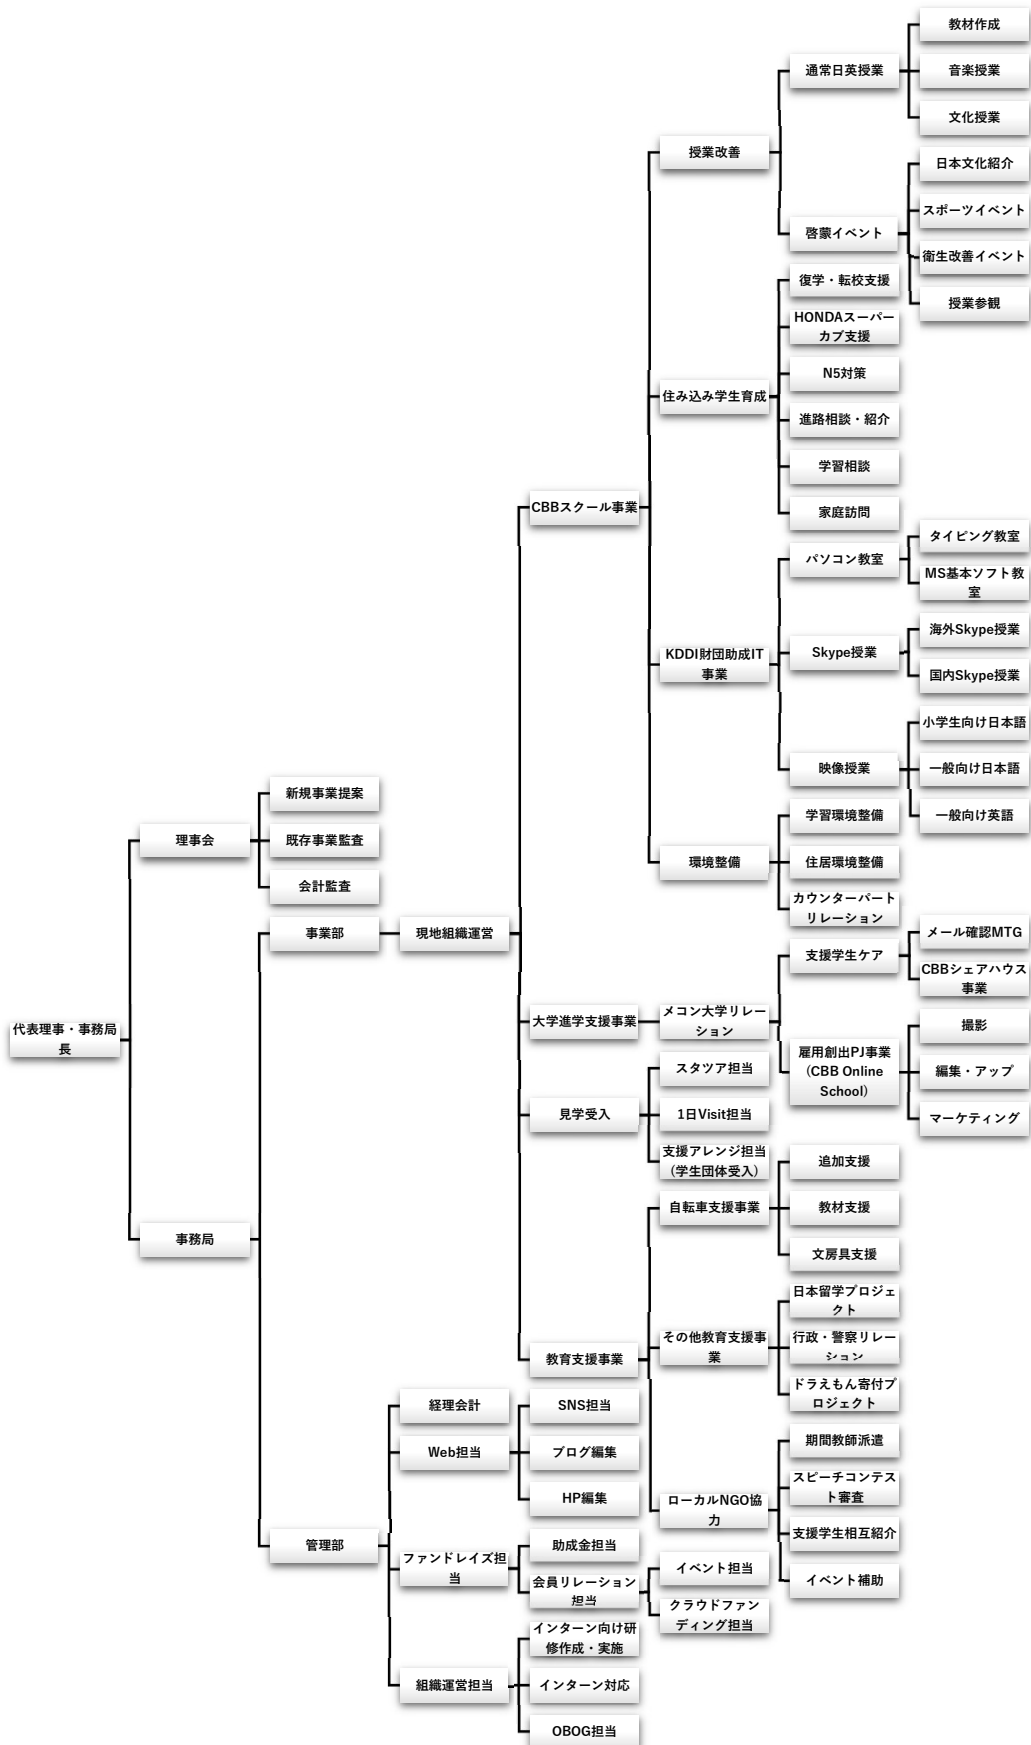 教材作成
通常日英授業
音楽授業
文化授業
授業改善
日本文化紹介
スポーツイベント
啓蒙イベント
衛生改善イベント
授業参観
復学・転校支援
HONDAスーパー
カブ支援
N5対策
住み込み学生育成
進路相談・紹介
学習相談
家庭訪問
CBBスクール事業
タイピング教室
パソコン教室
MS基本ソフト教
室
海外Skype授業
KDDI財団助成IT
事業
Skype授業
国内Skype授業
小学生向け日本語
映像授業
一般向け日本語
一般向け英語
新規事業提案
理事会
既存事業監査
会計監査
学習環境整備
環境整備
住居環境整備
カウンターパート
リレーション
事業部
現地組織運営
メール確認MTG
支援学生ケア
CBBシェアハウス
事業
代表理事・事務局
長
大学進学支援事業
メコン大学リレー
ション
撮影
雇用創出PJ事業
(CBB Online
School)
編集・アップ
マーケティング
スタツア担当
見学受入
1日Visit担当
支援アレンジ担当
(学生団体受入)
追加支援
自転車支援事業
教材支援
文房具支援
事務局
日本留学プロジェ
クト
その他教育支援事
業
行政・警察リレー
ション
ドラえもん寄付プ
ロジェクト
教育支援事業
経理会計
SNS担当
Web担当
ブログ編集
HP編集
期間教師派遣
スピーチコンテス
ト審査
ローカルNGO協
力
支援学生相互紹介
イベント補助
管理部
ファンドレイズ担
当
助成金担当
会員リレーション
担当
イベント担当
クラウドファン
ディング担当
インターン向け研
修作成・実施
組織運営担当
インターン対応
OBOG担当